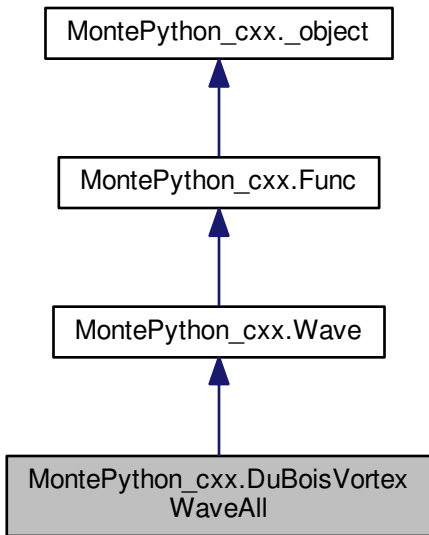 MontePython_cxx._object
MontePython_cxx.Func
MontePython_cxx.Wave
MontePython_cxx.DuBoisVortex
WaveAll